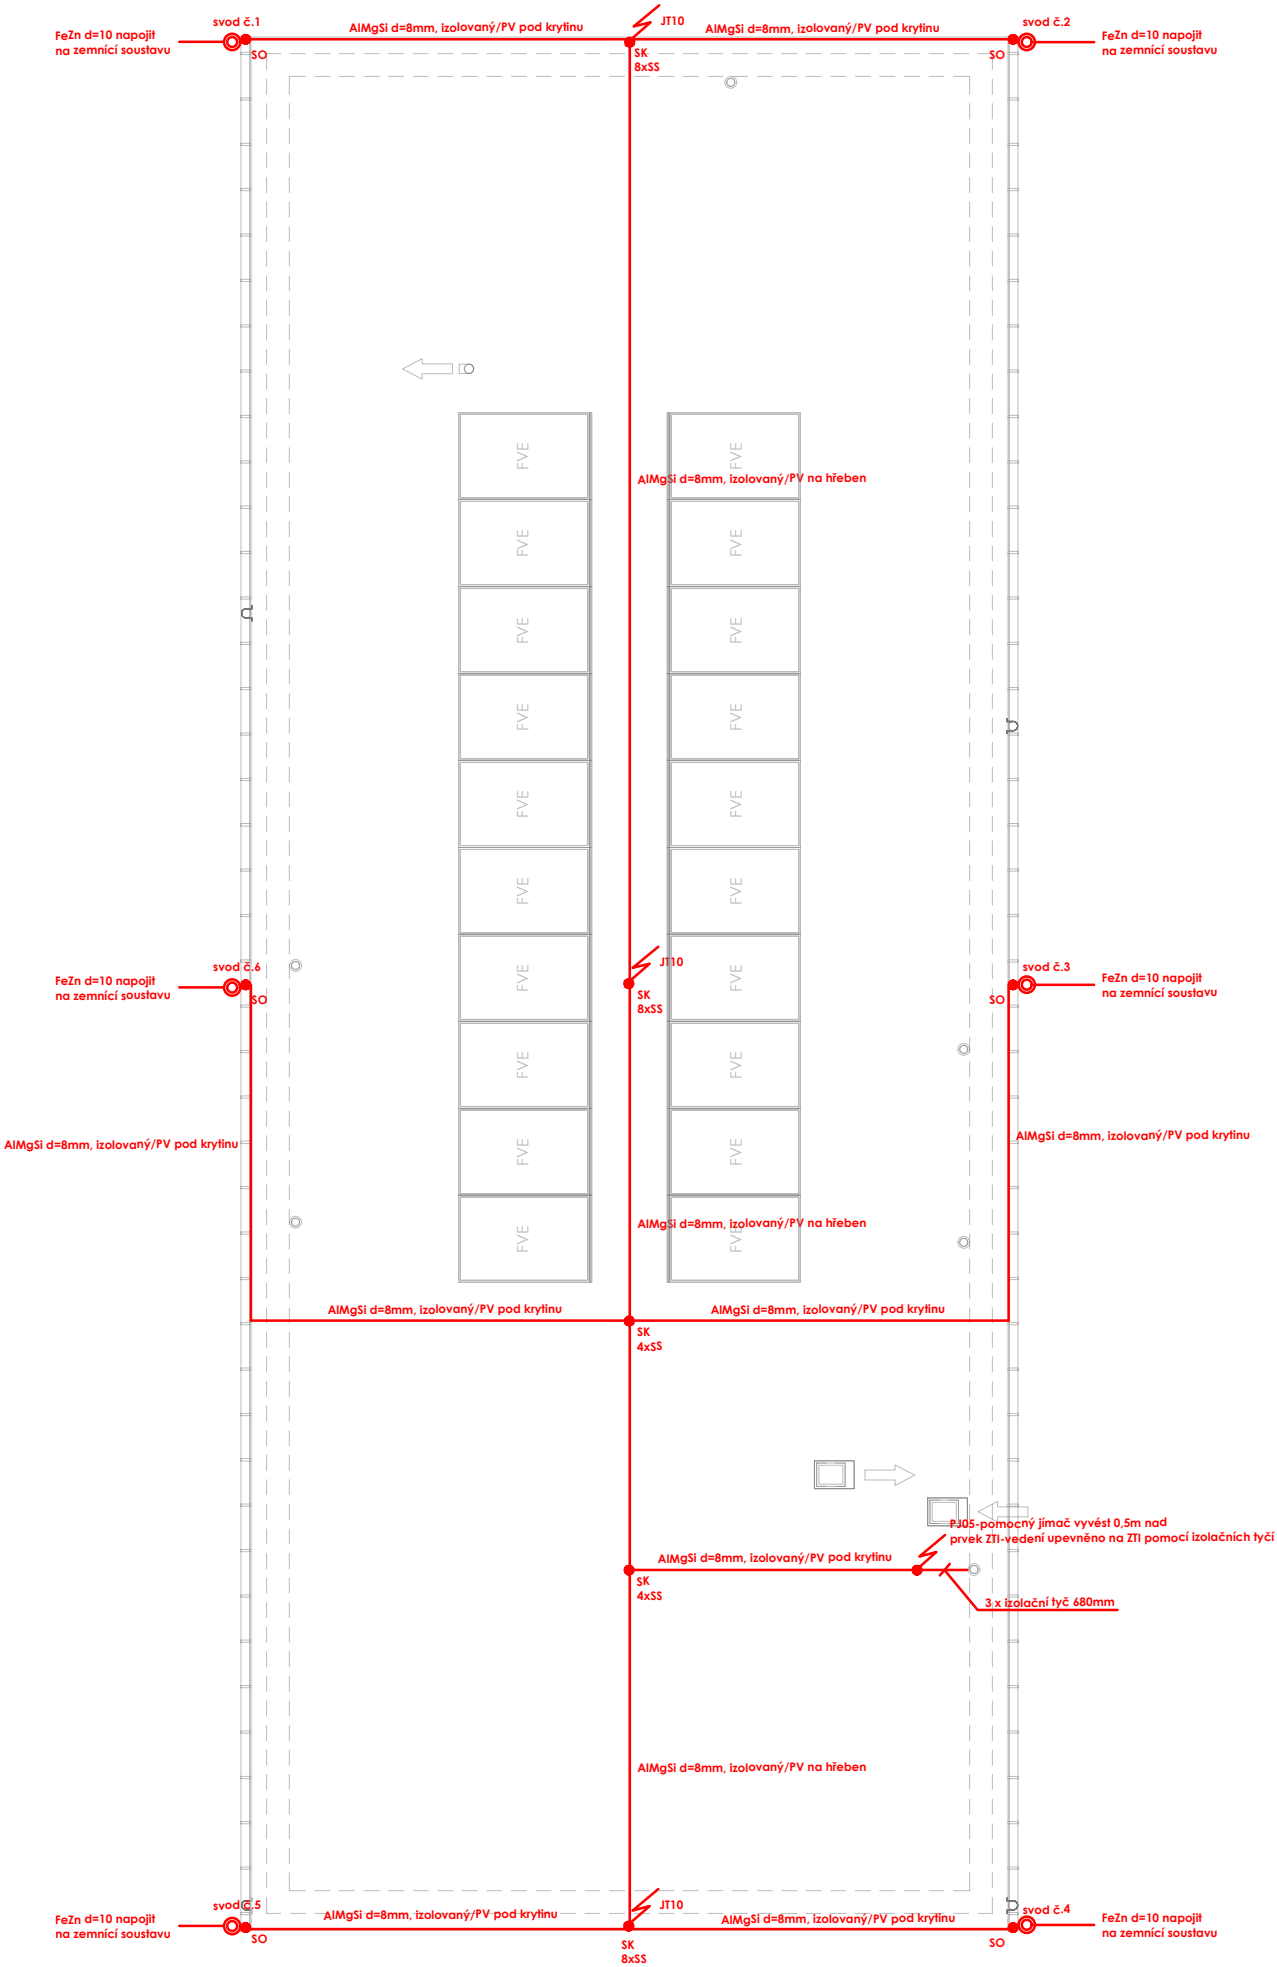 svod č.1
AlMgSi d=8mm, izolovaný/PV pod krytinu
JT10
AlMgSi d=8mm, izolovaný/PV pod krytinu
svod č.2
FeZn d=10 napojit
na zemnící soustavu
FeZn d=10 napojit
na zemnící soustavu
SO
SK
8xSS
SO
FVE
FVE
AlMgSi d=8mm, izolovaný/PV na hřeben
FVE
FVE
FVE
FVE
FVE
FVE
FVE
FVE
FVE
FVE
svod č.6
FVE
JT10
FVE
svod č.3
FeZn d=10 napojit
na zemnící soustavu
FeZn d=10 napojit
na zemnící soustavu
SO
SK
8xSS
SO
FVE
FVE
AlMgSi d=8mm, izolovaný/PV pod krytinu
FVE
FVE
AlMgSi d=8mm, izolovaný/PV pod krytinu
FVE
AlMgSi d=8mm, izolovaný/PV na hřeben
FVE
AlMgSi d=8mm, izolovaný/PV pod krytinu
AlMgSi d=8mm, izolovaný/PV pod krytinu
SK
4xSS
PJ05-pomocný jímač vyvést 0,5m nad
prvek ZTI-vedení upevněno na ZTI pomocí izolačních tyčí
AlMgSi d=8mm, izolovaný/PV pod krytinu
SK
4xSS
3 x izolační tyč 680mm
AlMgSi d=8mm, izolovaný/PV na hřeben
svod č.5
JT10
svod č.4
FeZn d=10 napojit
na zemnící soustavu
AlMgSi d=8mm, izolovaný/PV pod krytinu
AlMgSi d=8mm, izolovaný/PV pod krytinu
FeZn d=10 napojit
na zemnící soustavu
SO
SK
8xSS
SO